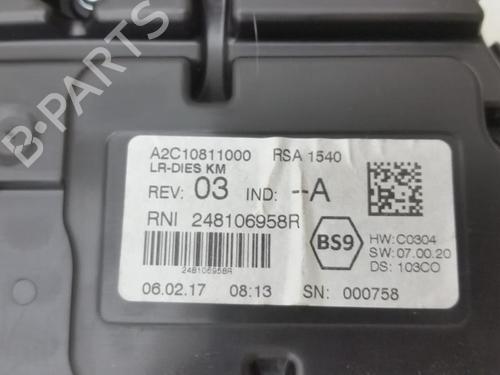 B-PARTS
A2C10811000 RSA 1540
LR-DIES KM
REV: 03 IND: --A
RNI 248106958R
BS9
HW: C0304
SW: 07.00.20
DS: 103CO
248106958R
06.02.17 08:13 SN: 000758